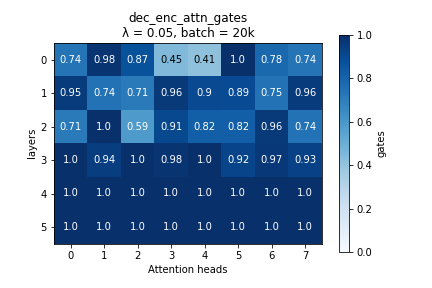 dec_enc_attn_gates
λ = 0.05, batch = 20k
0 0.74 0.98 0.87 0.45 0.41 1.0 0.78 0.74
1 0.95 0.74 0.71 0.96 0.9 0.89 0.75 0.96
2 0.71 1.0 0.59 0.91 0.82 0.82 0.96 0.74
3 1.0 0.94 1.0 0.98 1.0 0.92 0.97 0.93
4 1.0 1.0 1.0 1.0 1.0 1.0 1.0 1.0
5 1.0 1.0 1.0 1.0 1.0 1.0 1.0 1.0
0 1 2 3 4 5 6 7
layers
Attention heads
1.0
0.8
0.6
0.4
0.2
0.0
gates